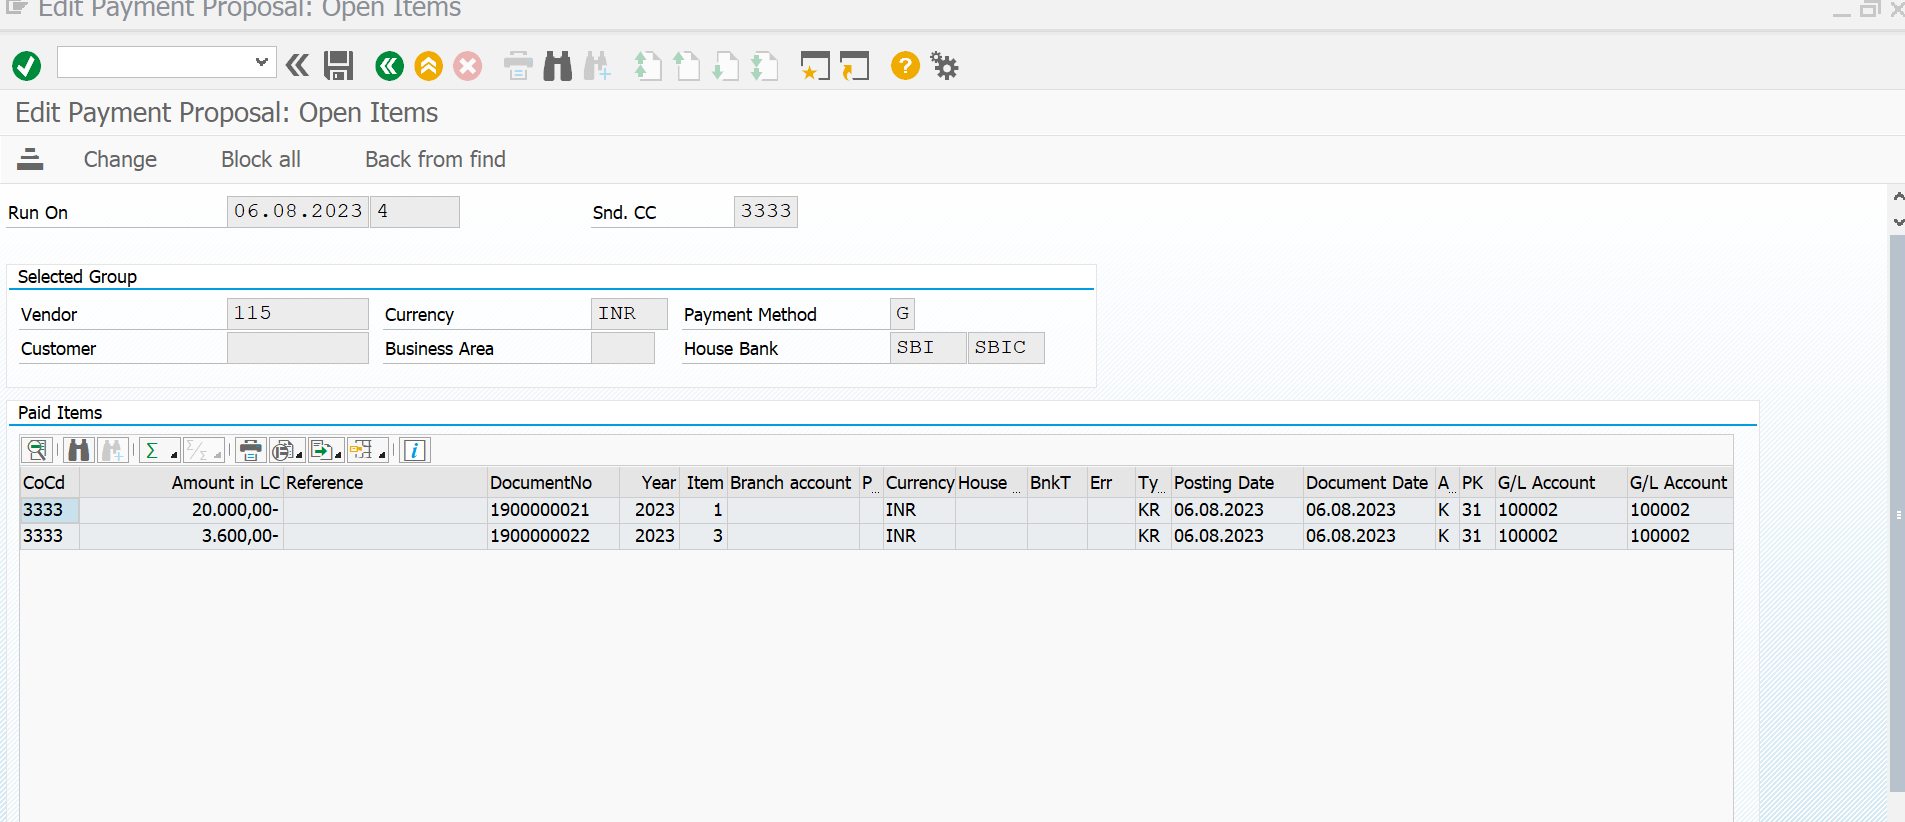 Edit Payment Proposal: Open Items
Edit Payment Proposal: Open Items
Change Block all Back from find
Run On 06.08.2023 4 Snd. CC 3333
Selected Group
Vendor 115 Currency INR Payment Method G
Customer Business Area House Bank SBI SBIC
Paid Items
CoCd Amount in LC Reference DocumentNo Year Item Branch account P... Currency House ... BnkT Err Ty... Posting Date Document Date A... PK G/L Account G/L Account
3333 20.000,00- 1900000021 2023 1 INR KR 06.08.2023 06.08.2023 K 31 100002 100002
3333 3.600,00- 1900000022 2023 3 INR KR 06.08.2023 06.08.2023 K 31 100002 100002